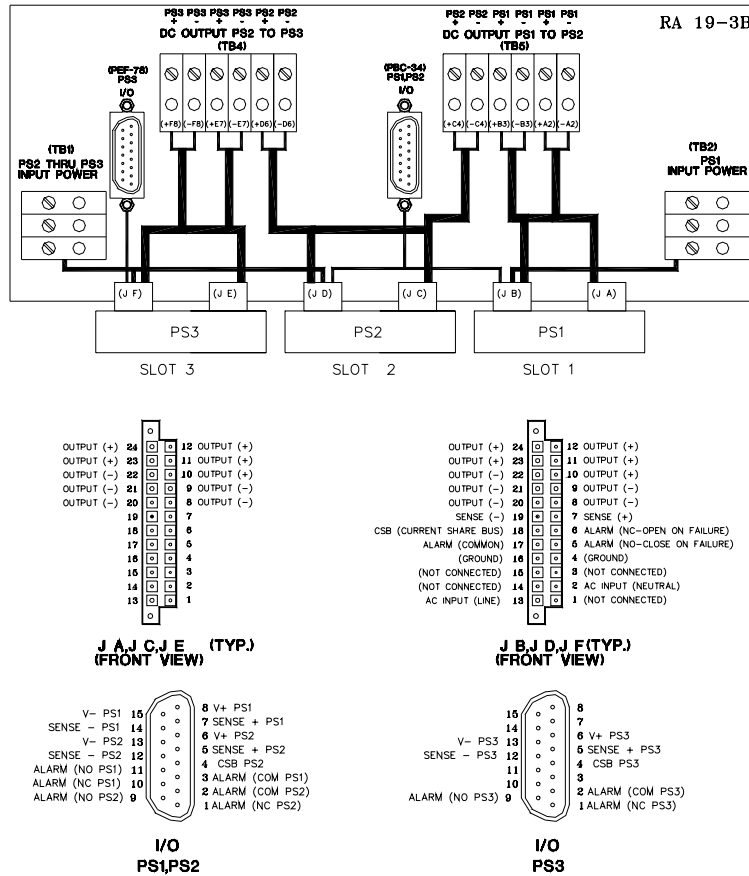 RA 19-3B
PS3 PS3 PS3 PS3 PS2 PS2
+ - + - + -
DC OUTPUT PS2 TO PS3
(TB4)
PS2 PS2 PS1 PS1 PS1 PS1
+ - + - + -
DC OUTPUT PS1 TO PS2
(TB5)
(PEF-78)
PS3
I/O
(PBC-34)
PS1,PS2
I/O
(+F8) (-F8) (+E7) (-E7) (+D6) (-D6)
(+C4) (-C4) (+B3) (-B3) (+A2) (-A2)
(TB1)
PS2 THRU PS3
INPUT POWER
(TB2)
PS1
INPUT POWER
(J F) (J E) (J D) (J C) (J B) (J A)
PS3 PS2 PS1
SLOT 3 SLOT 2 SLOT 1
OUTPUT (+) 24 12 OUTPUT (+)
OUTPUT (+) 23 11 OUTPUT (+)
OUTPUT (-) 22 10 OUTPUT (+)
OUTPUT (-) 21 9 OUTPUT (-)
OUTPUT (-) 20 8 OUTPUT (-)
19 7
18 6
17 5
16 4
15 3
14 2
13 1
J A,J C,J E (TYP.)
(FRONT VIEW)
OUTPUT (+) 24 12 OUTPUT (+)
OUTPUT (+) 23 11 OUTPUT (+)
OUTPUT (-) 22 10 OUTPUT (+)
OUTPUT (-) 21 9 OUTPUT (-)
OUTPUT (-) 20 8 OUTPUT (-)
SENSE (-) 19 7 SENSE (+)
CSB (CURRENT SHARE BUS) 18 6 ALARM (NC-OPEN ON FAILURE)
ALARM (COMMON) 17 5 ALARM (NO-CLOSE ON FAILURE)
(GROUND) 16 4 (GROUND)
(NOT CONNECTED) 15 3 (NOT CONNECTED)
(NOT CONNECTED) 14 2 AC INPUT (NEUTRAL)
AC INPUT (LINE) 13 1 (NOT CONNECTED)
J B,J D,J F(TYP.)
(FRONT VIEW)
8 V+ PS1
V- PS1 15
7 SENSE + PS1
SENSE - PS1 14
6 V+ PS2
V- PS2 13
5 SENSE + PS2
SENSE - PS2 12
4 CSB PS2
ALARM (NO PS1) 11
3 ALARM (COM PS1)
ALARM (NC PS1) 10
2 ALARM (COM PS2)
ALARM (NO PS2) 9
1 ALARM (NC PS2)
I/O
PS1,PS2
8
15
7
14
6 V+ PS3
V- PS3 13
5 SENSE + PS3
SENSE - PS3 12
4 CSB PS3
11
3
10
2 ALARM (COM PS3)
ALARM (NO PS3) 9
1 ALARM (NC PS3)
I/O
PS3